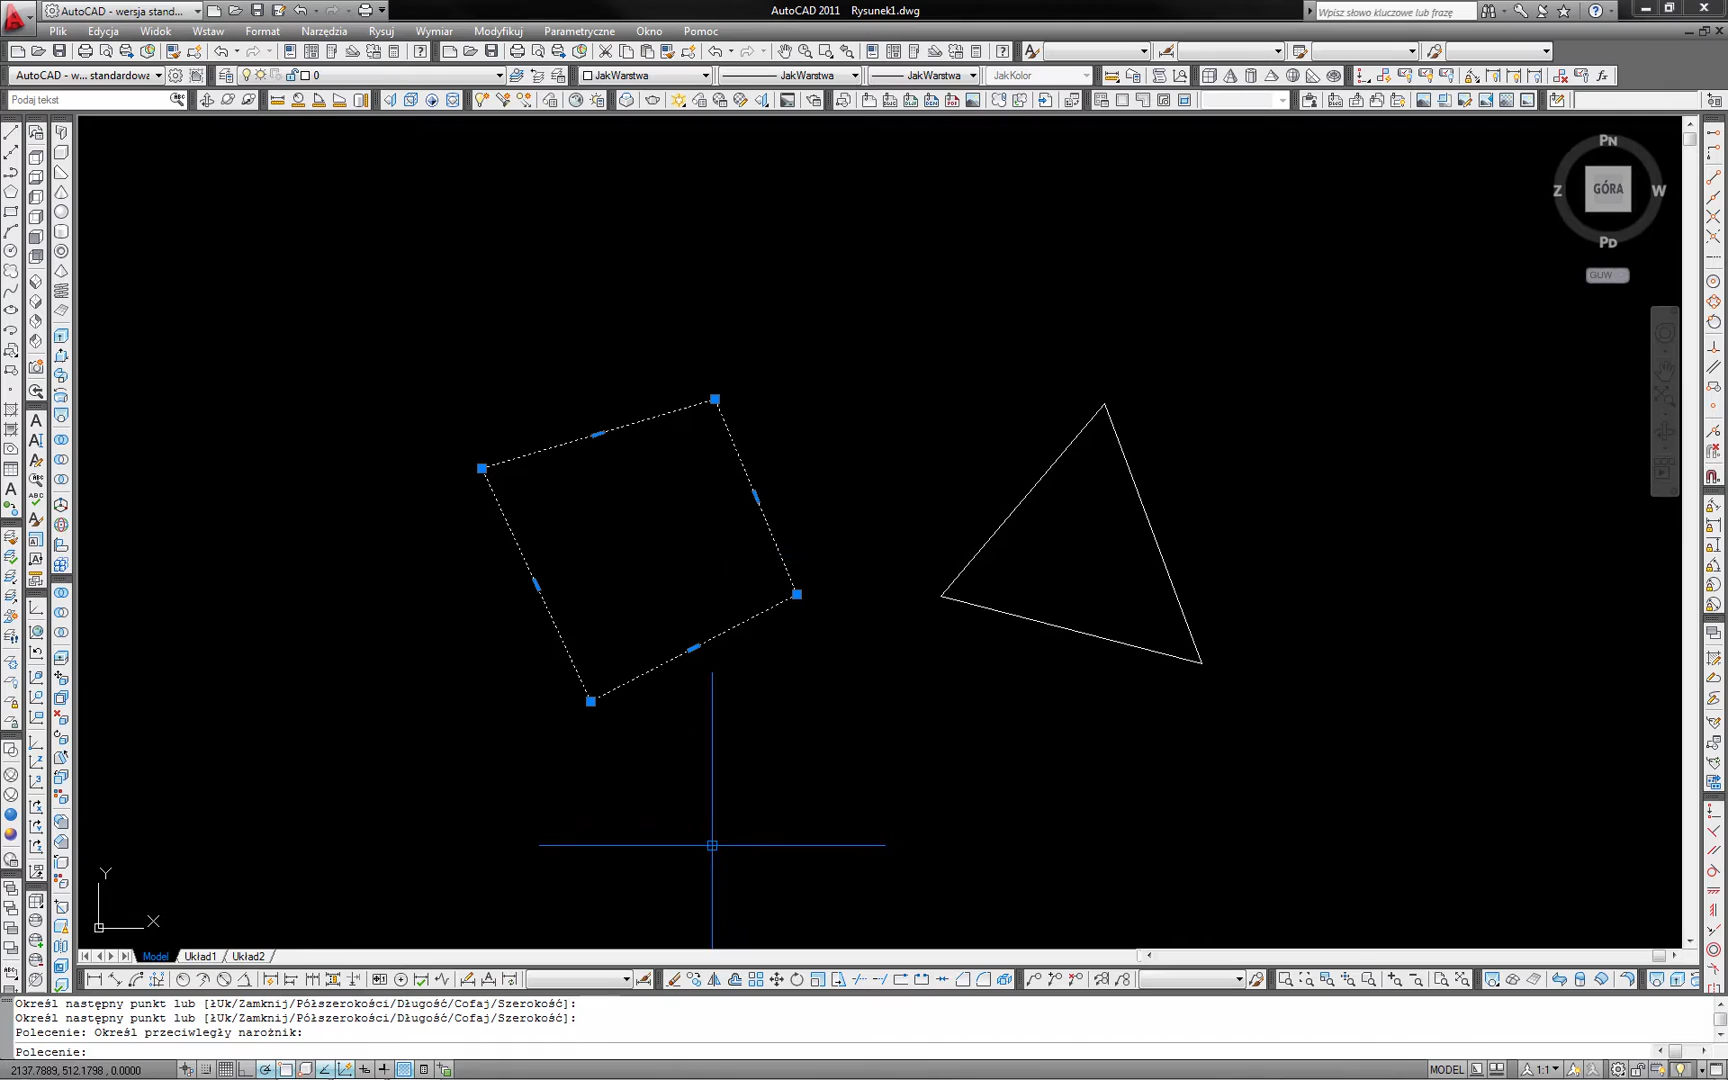 AutoCAD - wersja stand...
AutoCAD 2011 Rysunek1.dwg
Wpisz słowo kluczowe lub frazę
Plik Edycja Widok Wstaw Format Narzędzia Rysuj Wymiar Modyfikuj Parametryczne Okno Pomoc
AutoCAD - w... standardowa
0
JakWarstwa
JakWarstwa
JakWarstwa
JakKolor
Podaj tekst
PN
Z GÓRA W
PD
GUW
Y
X
Model Układ1 Układ2
Określ następny punkt lub [łUk/Zamknij/Półszerokości/Długość/Cofaj/Szerokość]:
Określ następny punkt lub [łUk/Zamknij/Półszerokości/Długość/Cofaj/Szerokość]:
Polecenie: Określ przeciwległy narożnik:
Polecenie:
2137.7889, 512.1798 , 0.0000
MODEL
1:1